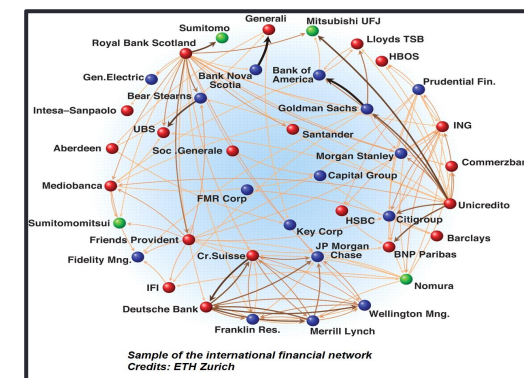 Generali
Sumitomo
Mitsubishi UFJ
Royal Bank Scotland
Lloyds TSB
HBOS
Gen.Electric
Bank Nova
Scotia
Bank of
America
Prudential Fin.
Bear Stearns
Goldman Sachs
Intesa–Sanpaolo
UBS
Santander
ING
Aberdeen
Soc .Generale
Morgan Stanley
Commerzban
Mediobanca
Capital Group
FMR Corp
Unicredito
Sumitomomitsui
HSBC
Citigroup
Key Corp
Friends Provident
Barclays
Cr.Suisse
JP Morgan
Chase
BNP Paribas
Fidelity Mng.
IFI
Nomura
Deutsche Bank
Wellington Mng.
Franklin Res.
Merrill Lynch
Sample of the international financial network
Credits: ETH Zurich